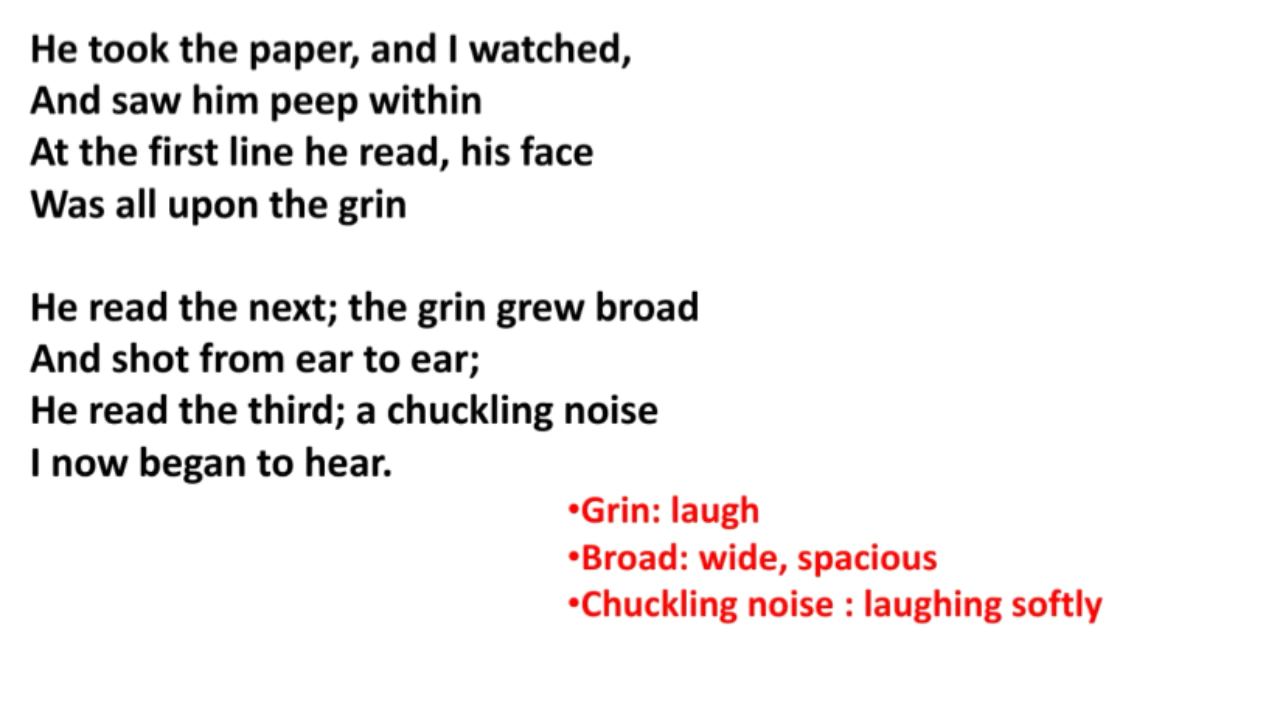 He took the paper, and I watched,
And saw him peep within
At the first line he read, his face
Was all upon the grin
He read the next; the grin grew broad
And shot from ear to ear;
He read the third; a chuckling noise
I now began to hear.
•Grin: laugh
•Broad: wide, spacious
•Chuckling noise : laughing softly